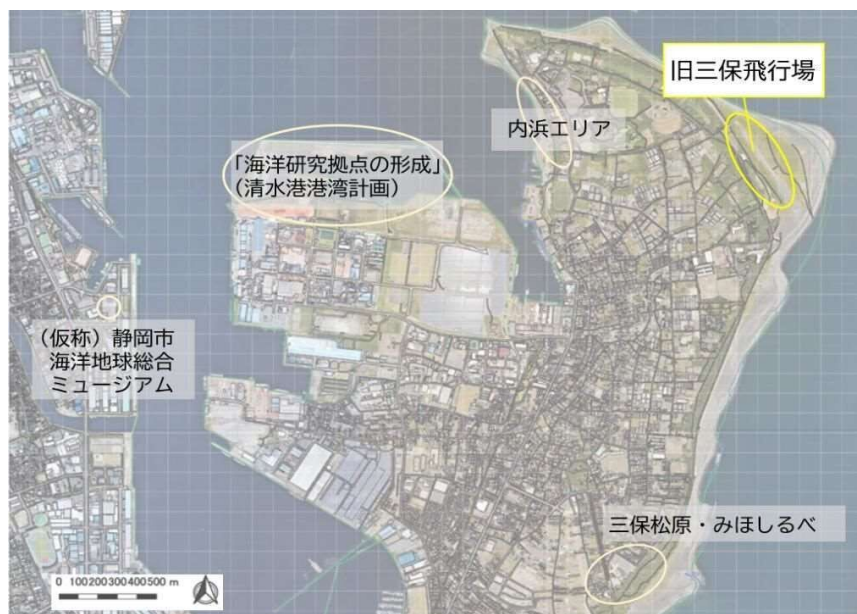 旧三保飛行場
内浜エリア
「海洋研究拠点の形成」
（清水港港湾計画）
（仮称）静岡市
海洋地球総合
ミュージアム
三保松原・みほしるべ
0 100200300400500 m